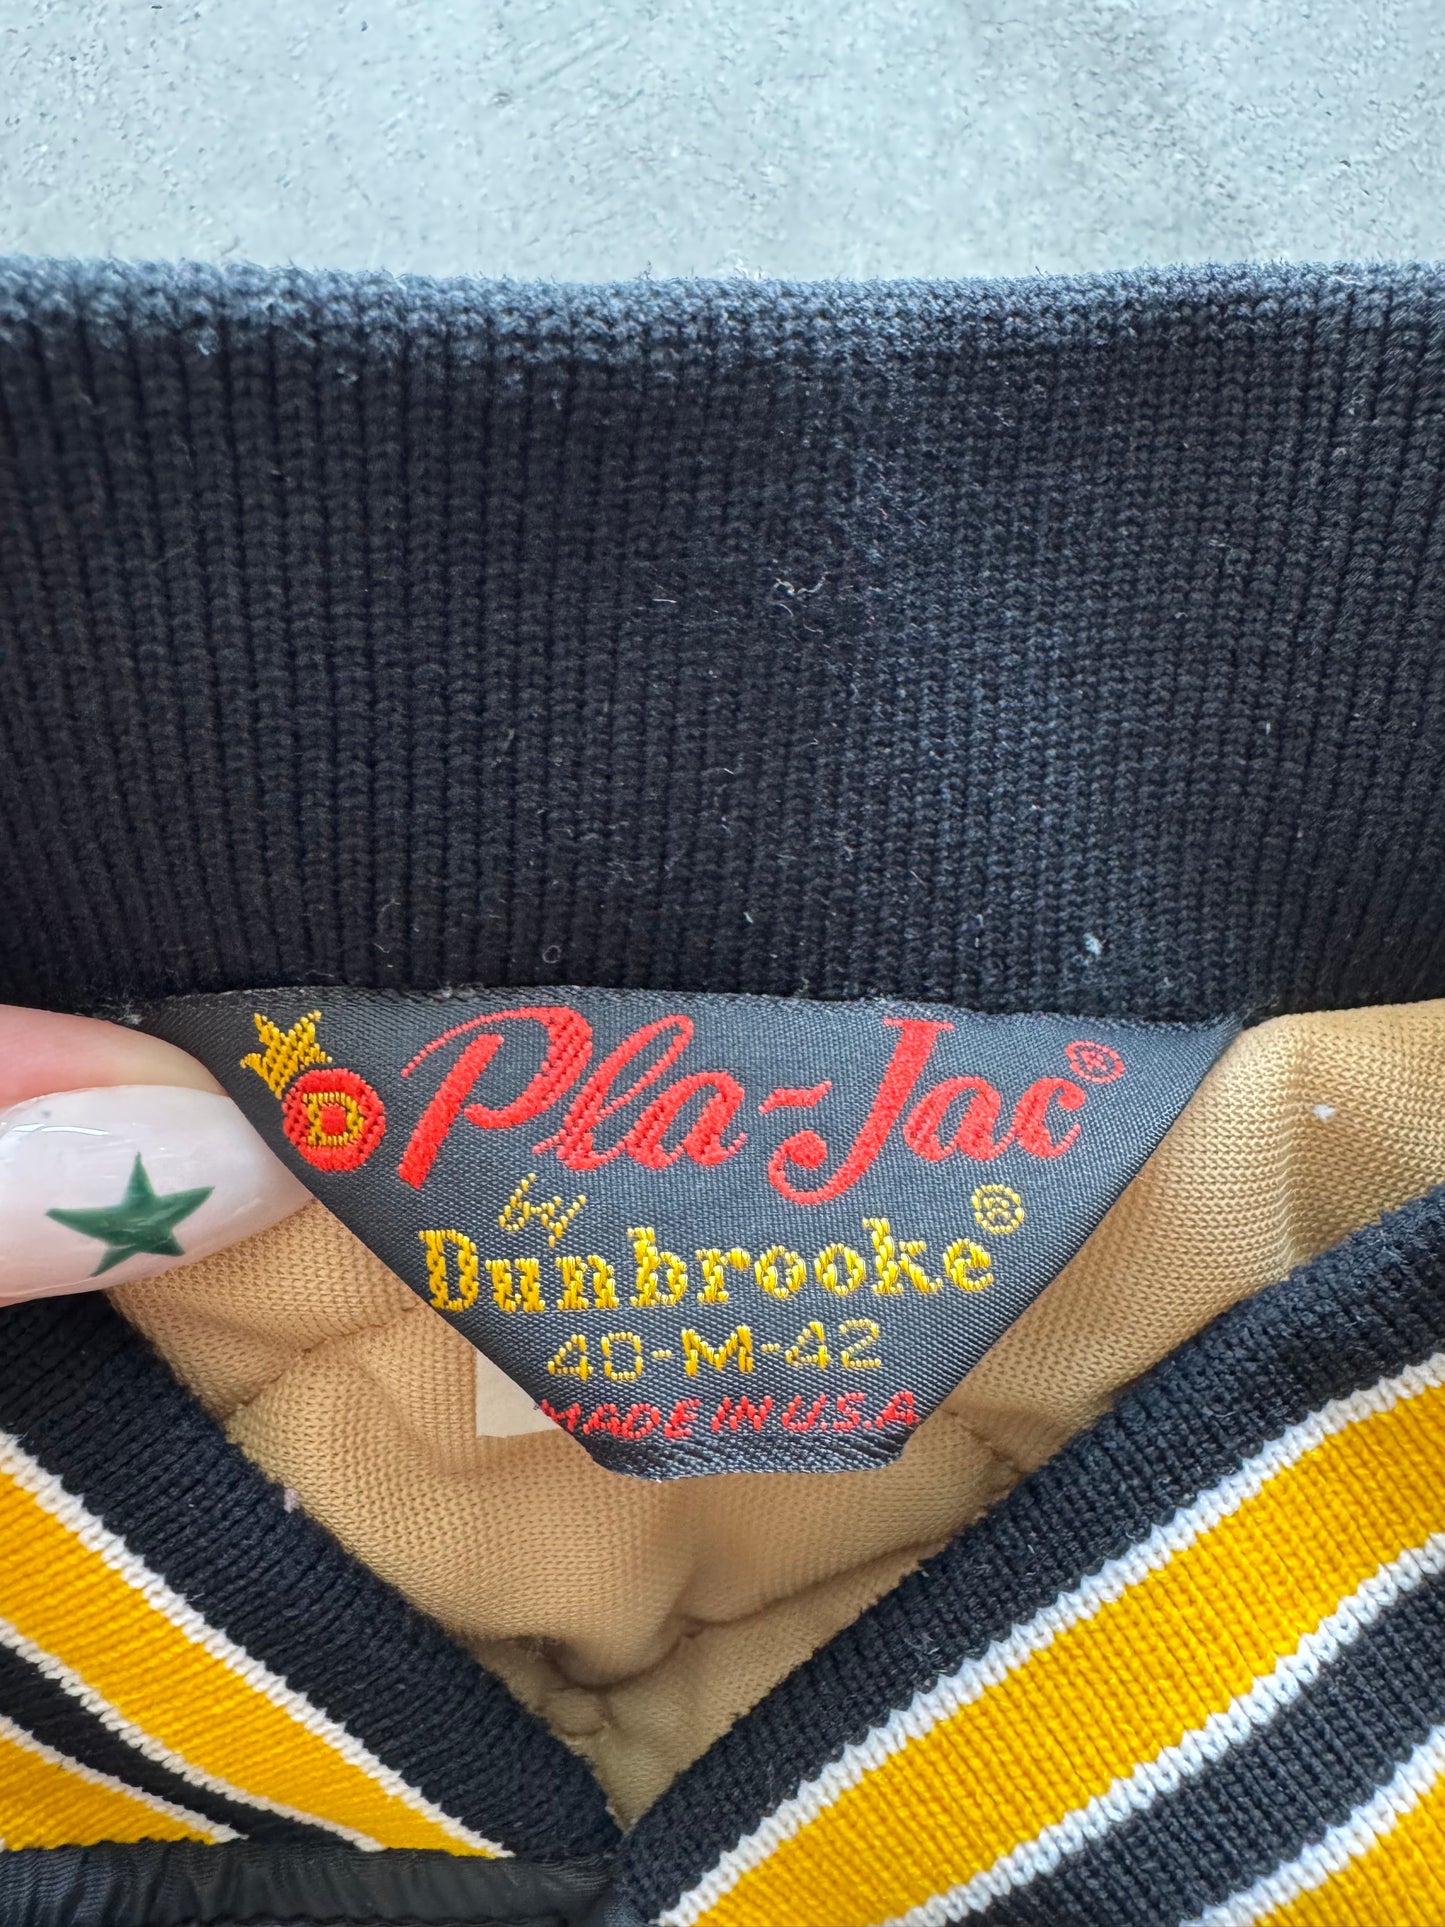 D Pla-Jac®
by
Dunbrooke®
40-M-42
MADE IN U.S.A